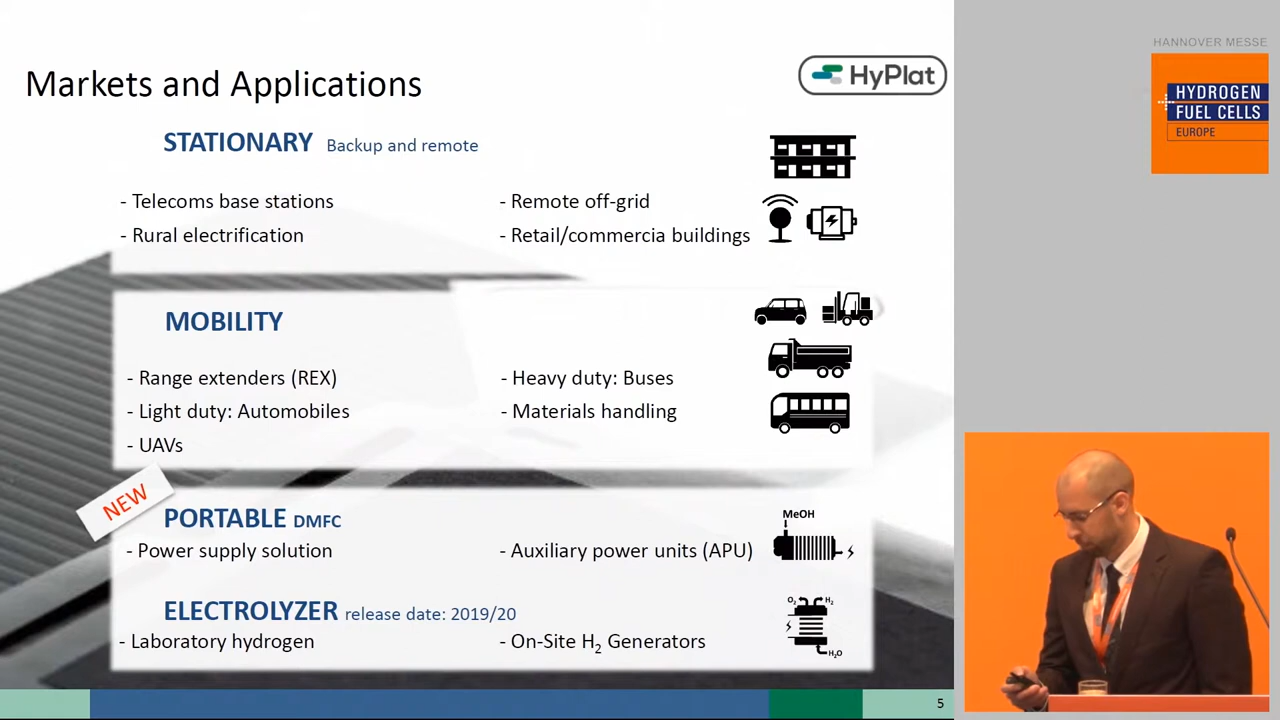 Markets and Applications
HyPlat
HANNOVER MESSE
HYDROGEN
FUEL CELLS
EUROPE
STATIONARY Backup and remote
- Telecoms base stations
- Remote off-grid
- Rural electrification
- Retail/commercia buildings
MOBILITY
- Range extenders (REX)
- Heavy duty: Buses
- Light duty: Automobiles
- Materials handling
- UAVs
NEW
PORTABLE DMFC
MeOH
- Power supply solution
- Auxiliary power units (APU)
ELECTROLYZER release date: 2019/20
O₂ H₂
- Laboratory hydrogen
- On-Site H₂ Generators
H₂O
5